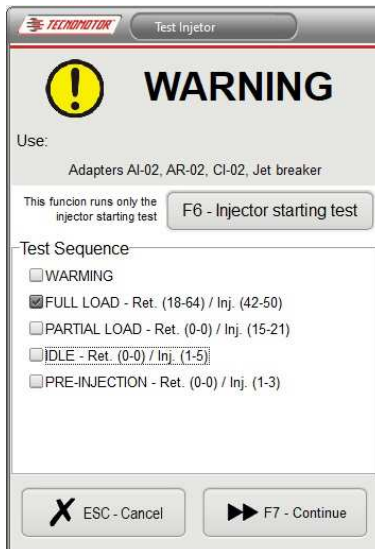 TECNOMOTOR
Test Injetor
WARNING
Use:
Adapters AI-02, AR-02, CI-02, Jet breaker
This funcion runs only the
injector starting test
F6 - Injector starting test
Test Sequence
WARMING
FULL LOAD - Ret. (18-64) / Inj. (42-50)
PARTIAL LOAD - Ret. (0-0) / Inj. (15-21)
IDLE - Ret. (0-0) / Inj. (1-5)
PRE-INJECTION - Ret. (0-0) / Inj. (1-3)
ESC - Cancel
F7 - Continue